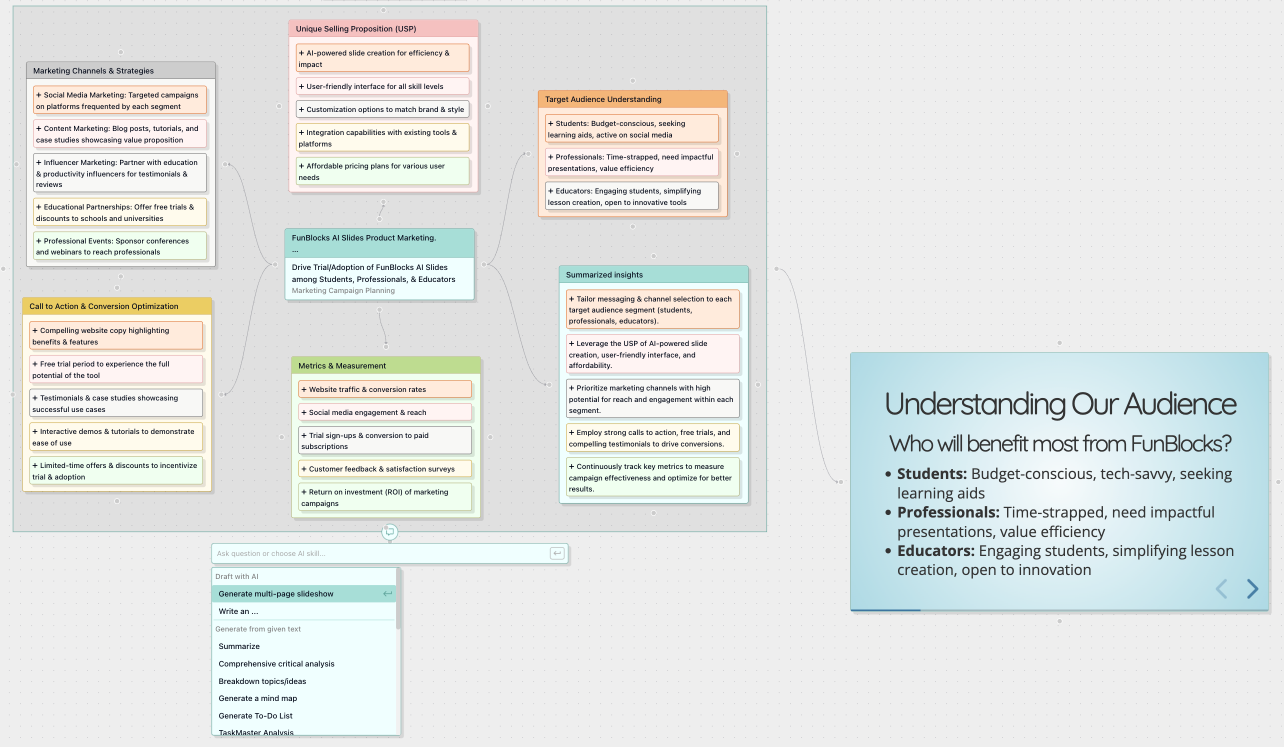 Unique Selling Proposition (USP)
+ AI-powered slide creation for efficiency &
impact
+ User-friendly interface for all skill levels
+ Customization options to match brand & style
+ Integration capabilities with existing tools &
platforms
+ Affordable pricing plans for various user
needs
Marketing Channels & Strategies
+ Social Media Marketing: Targeted campaigns
on platforms frequented by each segment
+ Content Marketing: Blog posts, tutorials, and
case studies showcasing value proposition
+ Influencer Marketing: Partner with education
& productivity influencers for testimonials &
reviews
+ Educational Partnerships: Offer free trials &
discounts to schools and universities
+ Professional Events: Sponsor conferences
and webinars to reach professionals
Target Audience Understanding
+ Students: Budget-conscious, seeking
learning aids, active on social media
+ Professionals: Time-strapped, need impactful
presentations, value efficiency
+ Educators: Engaging students, simplifying
lesson creation, open to innovative tools
FunBlocks AI Slides Product Marketing.
...
Drive Trial/Adoption of FunBlocks AI Slides
among Students, Professionals, & Educators
Marketing Campaign Planning
Call to Action & Conversion Optimization
+ Compelling website copy highlighting
benefits & features
+ Free trial period to experience the full
potential of the tool
+ Testimonials & case studies showcasing
successful use cases
+ Interactive demos & tutorials to demonstrate
ease of use
+ Limited-time offers & discounts to incentivize
trial & adoption
Metrics & Measurement
+ Website traffic & conversion rates
+ Social media engagement & reach
+ Trial sign-ups & conversion to paid
subscriptions
+ Customer feedback & satisfaction surveys
+ Return on investment (ROI) of marketing
campaigns
Summarized insights
+ Tailor messaging & channel selection to each
target audience segment (students,
professionals, educators).
+ Leverage the USP of AI-powered slide
creation, user-friendly interface, and
affordability.
+ Prioritize marketing channels with high
potential for reach and engagement within each
segment.
+ Employ strong calls to action, free trials, and
compelling testimonials to drive conversions.
+ Continuously track key metrics to measure
campaign effectiveness and optimize for better
results.
Ask question or choose AI skill...
Draft with AI
Generate multi-page slideshow
Write an ...
Generate from given text
Summarize
Comprehensive critical analysis
Breakdown topics/ideas
Generate a mind map
Generate To-Do List
TaskMaster Analysis
Understanding Our Audience
Who will benefit most from FunBlocks?
• Students: Budget-conscious, tech-savvy, seeking
learning aids
• Professionals: Time-strapped, need impactful
presentations, value efficiency
• Educators: Engaging students, simplifying lesson
creation, open to innovation